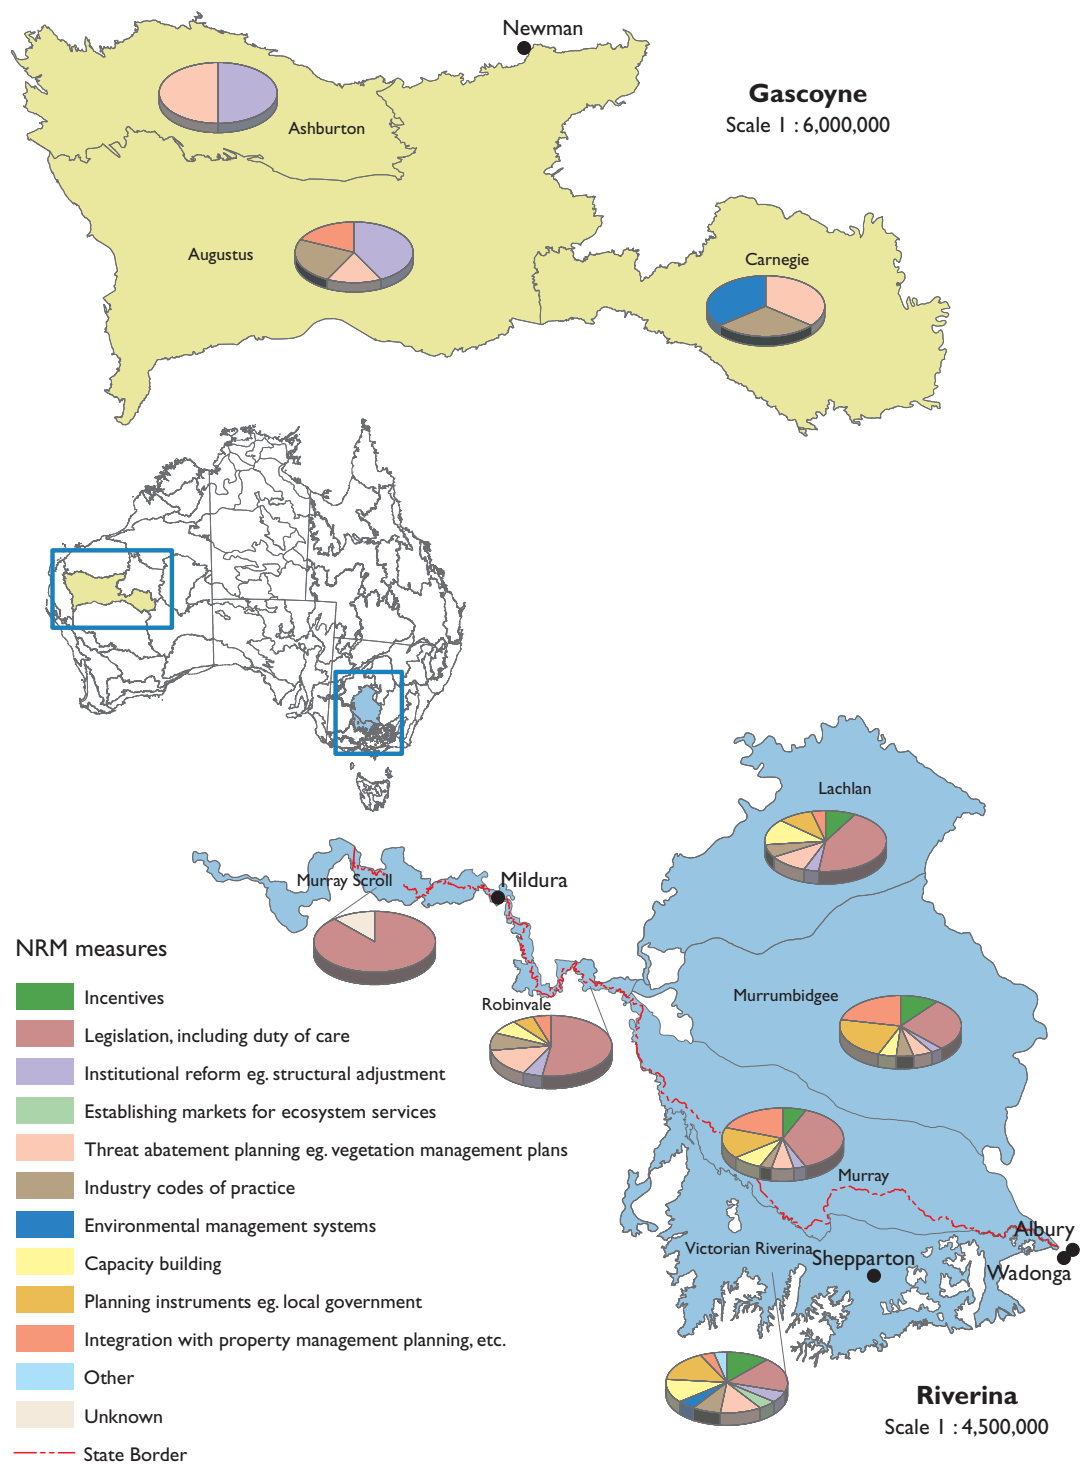 Newman
Gascoyne
Scale 1 : 6,000,000
Ashburton
Augustus
Carnegie
Lachlan
Murray Scroll
Mildura
NRM measures
Incentives
Legislation, including duty of care
Institutional reform eg. structural adjustment
Establishing markets for ecosystem services
Threat abatement planning eg. vegetation management plans
Industry codes of practice
Environmental management systems
Capacity building
Planning instruments eg. local government
Integration with property management planning, etc.
Other
Unknown
State Border
Robinvale
Murrumbidgee
Murray
Albury
Victorian Riverina
Shepparton
Wadonga
Riverina
Scale 1 : 4,500,000